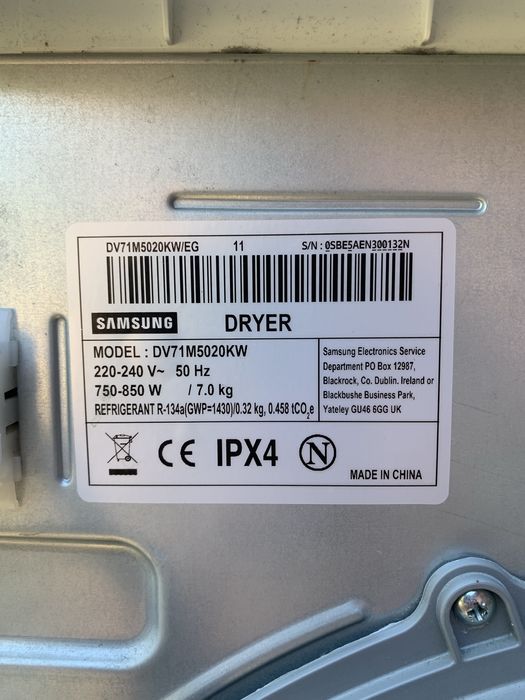 DV71M5020KW/EG 11 S/N : 0SBE5AEN300132N
SAMSUNG DRYER
MODEL : DV71M5020KW
220-240 V~ 50 Hz
750-850 W / 7.0 kg
REFRIGERANT R-134a(GWP=1430)/0.32 kg, 0.458 tCO₂e
Samsung Electronics Service
Department PO Box 12987,
Blackrock, Co. Dublin. Ireland or
Blackbushe Business Park,
Yateley GU46 6GG UK
CE IPX4 N
MADE IN CHINA